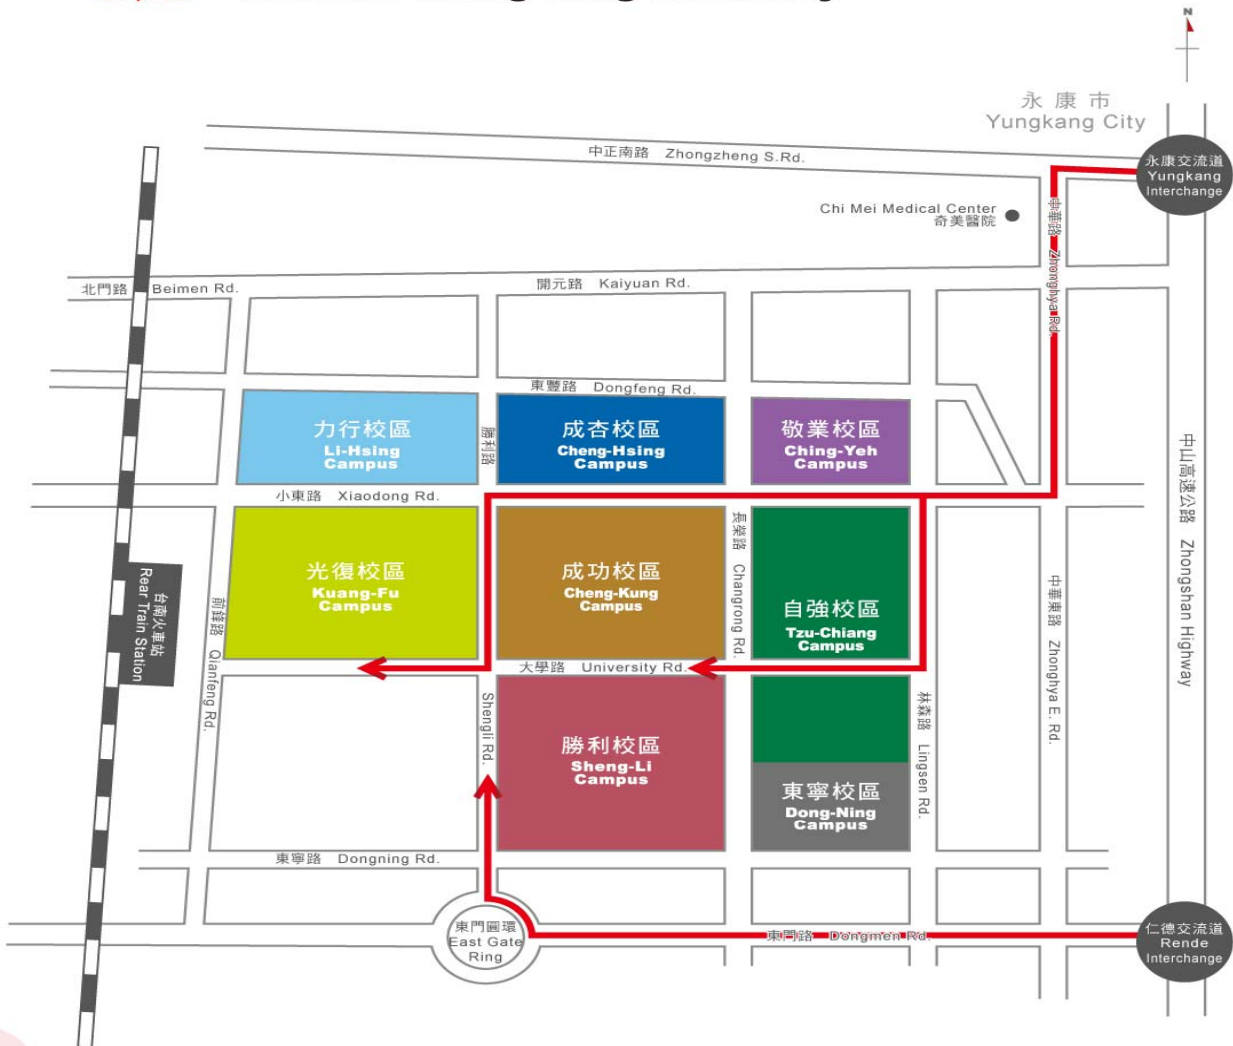 N
永康市
Yungkang City
永康交流道
Yungkang
Interchange
中正南路 Zhongzheng S.Rd.
Chi Mei Medical Center
奇美醫院
中華路 Zhonghya Rd.
北門路 Beimen Rd.
開元路 Kaiyuan Rd.
東豐路 Dongfeng Rd.
力行校區
Li-Hsing
Campus
勝利路
成杏校區
Cheng-Hsing
Campus
敬業校區
Ching-Yeh
Campus
小東路 Xiaodong Rd.
中山高速公路 Zhongshan Highway
光復校區
Kuang-Fu
Campus
成功校區
Cheng-Kung
Campus
長榮路 Changrong Rd.
自強校區
Tzu-Chiang
Campus
台南火車站
Rear Train Station
前鋒路 Qianfeng Rd.
中華東路 Zhonghya E. Rd.
大學路 University Rd.
Shengli Rd.
勝利校區
Sheng-Li
Campus
林森路 Lingsen Rd.
東寧校區
Dong-Ning
Campus
東寧路 Dongning Rd.
東門圓環
East Gate
Ring
東門路 Dongmen Rd.
仁德交流道
Rende
Interchange